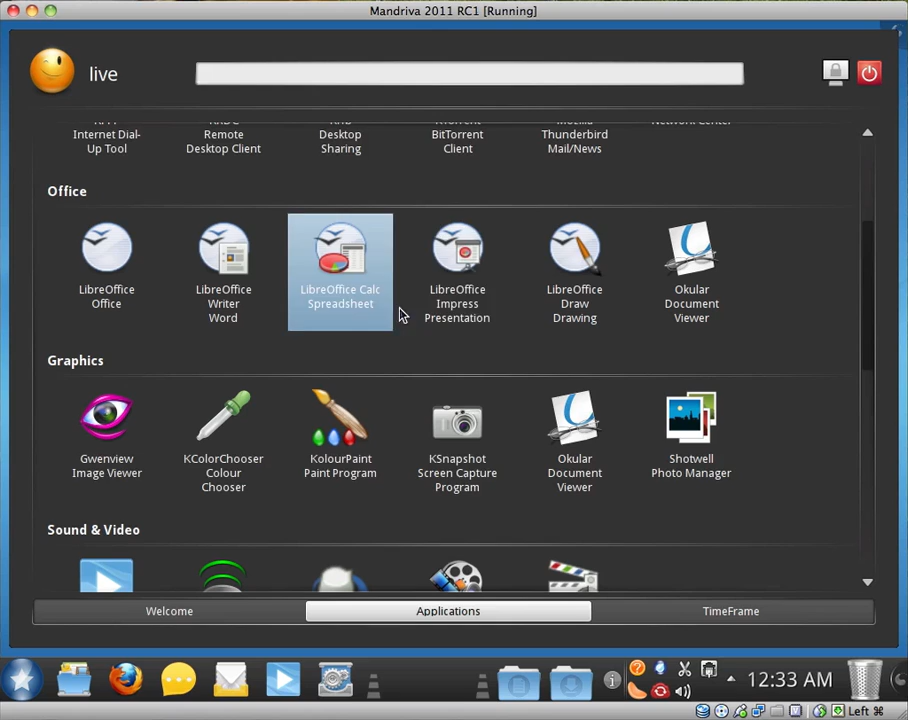 Mandriva 2011 RC1 [Running]
live
Internet Dial-
Up Tool
Remote
Desktop Client
Desktop
Sharing
BitTorrent
Client
Thunderbird
Mail/News
Office
LibreOffice
Office
LibreOffice
Writer
Word
LibreOffice Calc
Spreadsheet
LibreOffice
Impress
Presentation
LibreOffice
Draw
Drawing
Okular
Document
Viewer
Graphics
Gwenview
Image Viewer
KColorChooser
Colour
Chooser
KolourPaint
Paint Program
KSnapshot
Screen Capture
Program
Okular
Document
Viewer
Shotwell
Photo Manager
Sound & Video
Welcome
Applications
TimeFrame
12:33 AM
Left ⌘